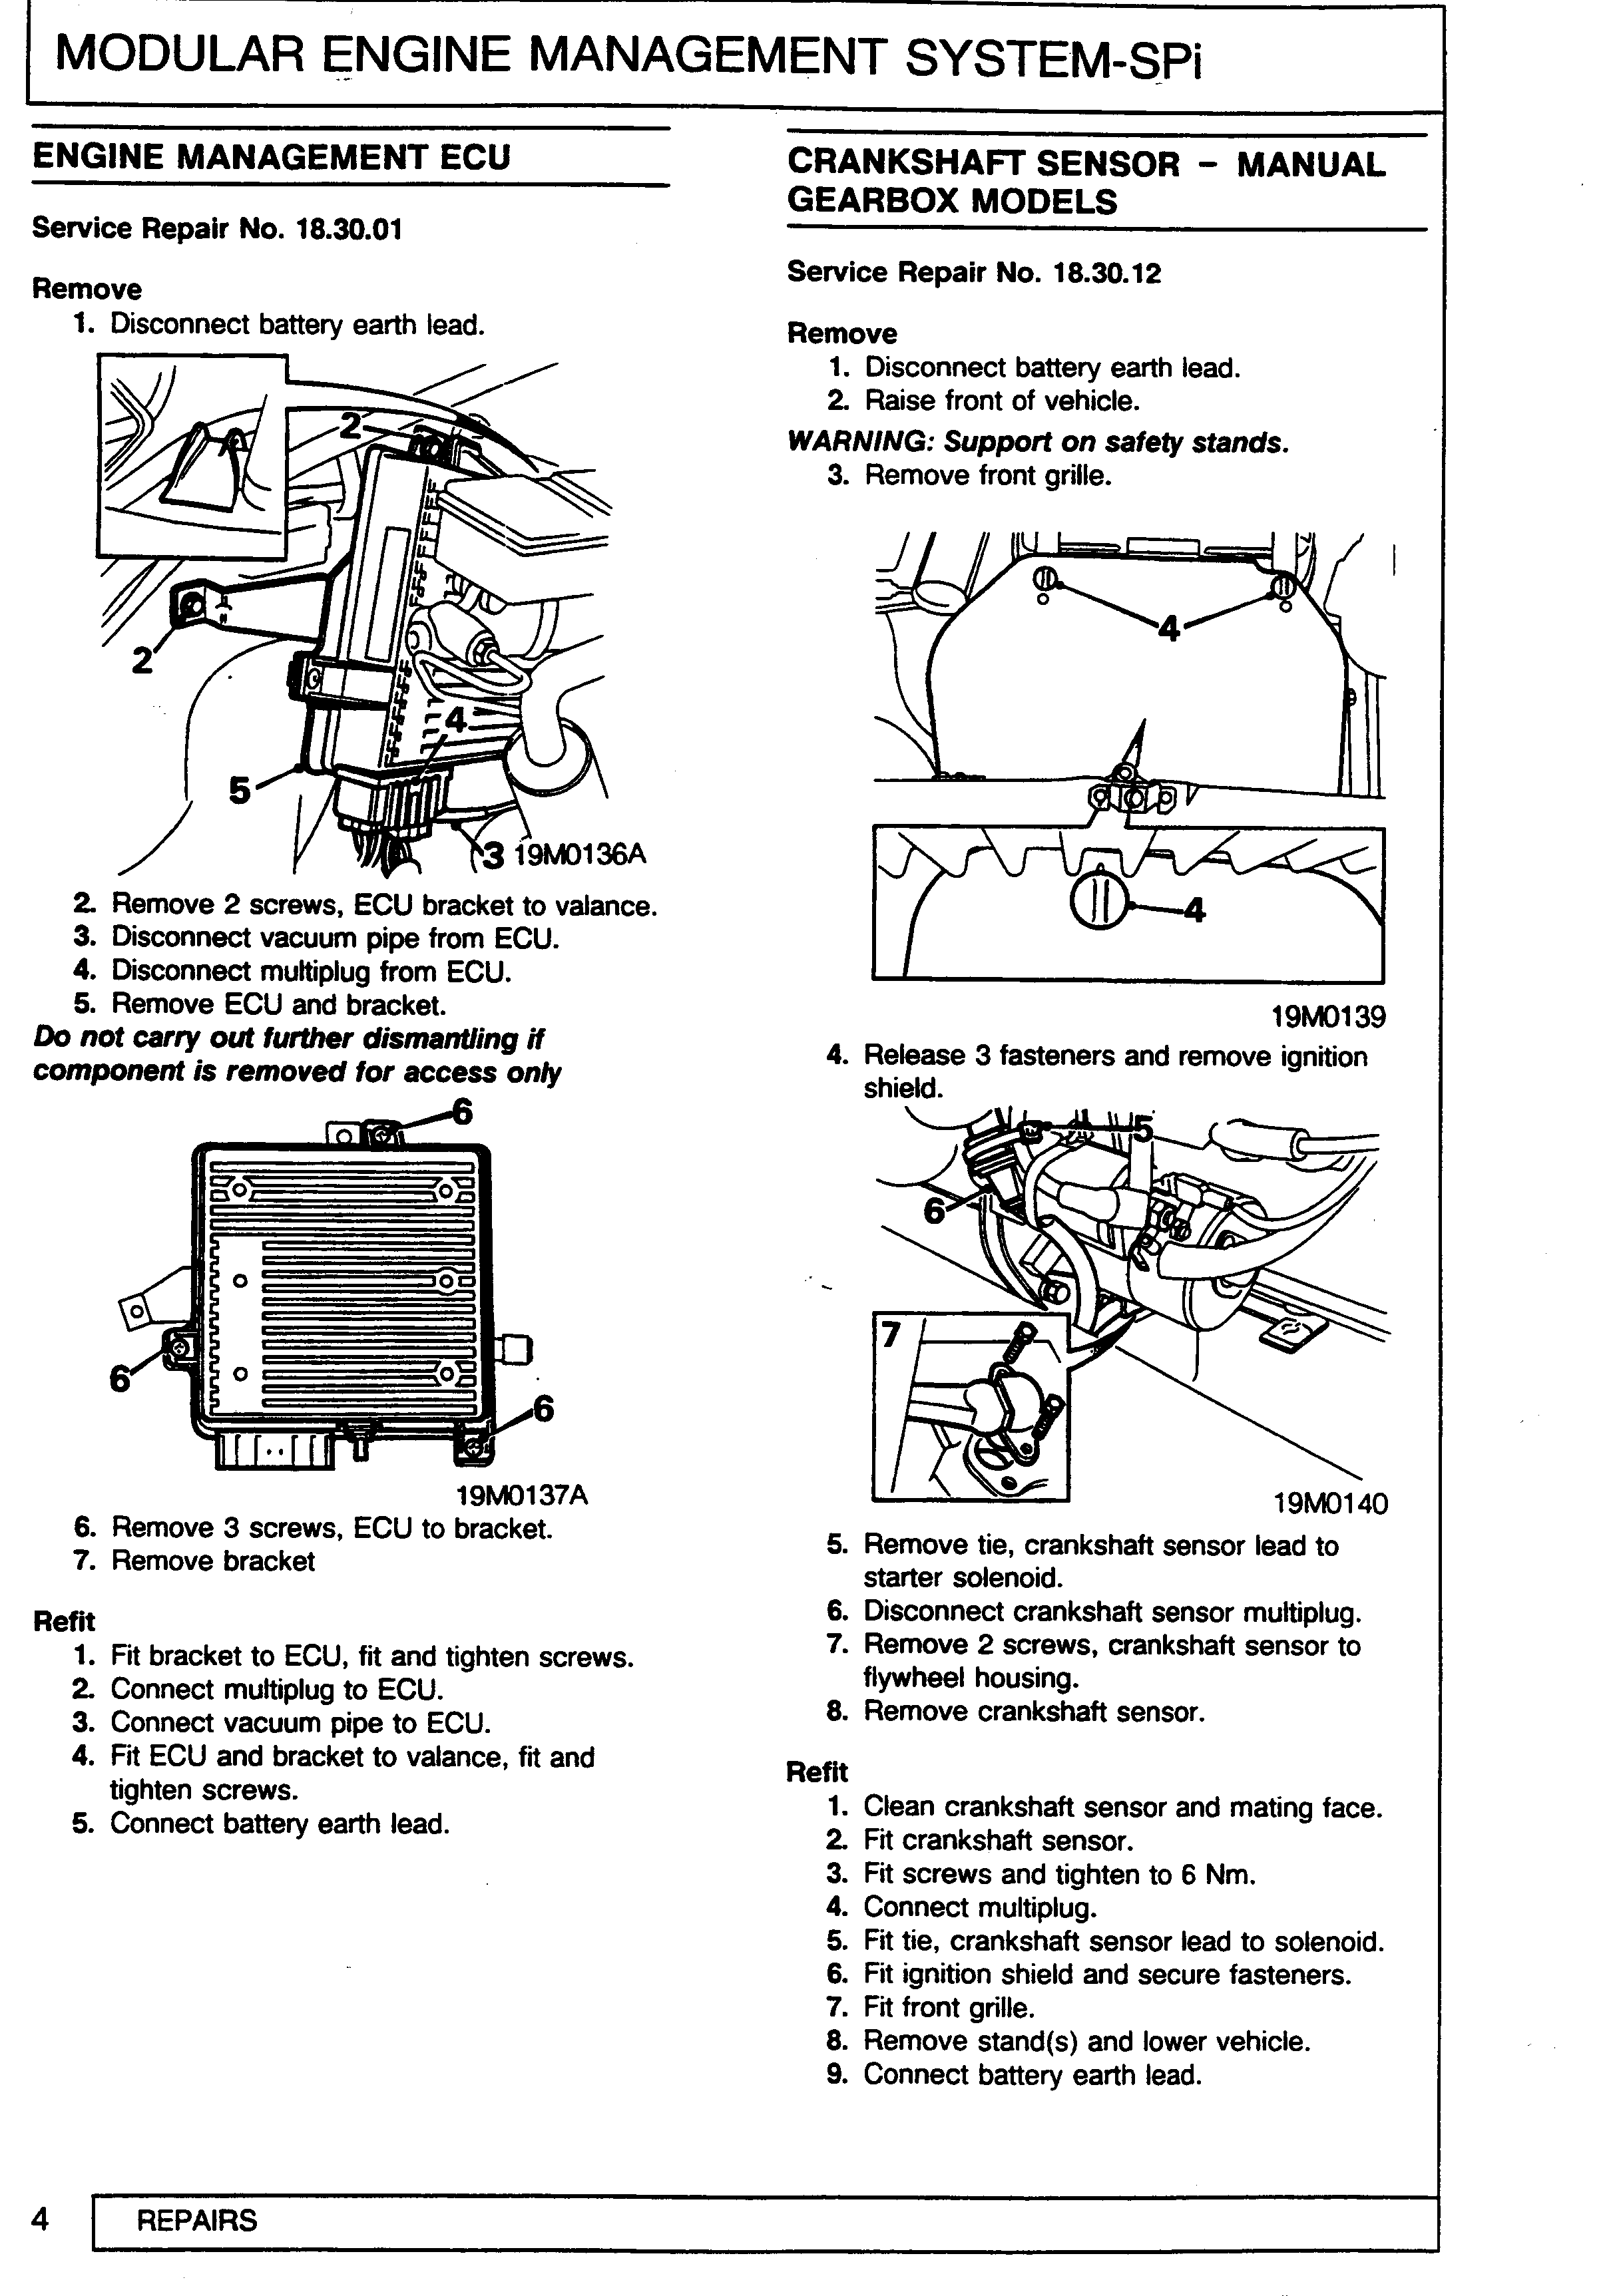 MODULAR ENGINE MANAGEMENT SYSTEM-SPi
ENGINE MANAGEMENT ECU
Service Repair No. 18.30.01
Remove
1. Disconnect battery earth lead.
2
2
4
5
3 19M0136A
2. Remove 2 screws, ECU bracket to valance.
3. Disconnect vacuum pipe from ECU.
4. Disconnect multiplug from ECU.
5. Remove ECU and bracket.
Do not carry out further dismantling if
component is removed for access only
6
6
6
19M0137A
6. Remove 3 screws, ECU to bracket.
7. Remove bracket
Refit
1. Fit bracket to ECU, fit and tighten screws.
2. Connect multiplug to ECU.
3. Connect vacuum pipe to ECU.
4. Fit ECU and bracket to valance, fit and
tighten screws.
5. Connect battery earth lead.
CRANKSHAFT SENSOR - MANUAL
GEARBOX MODELS
Service Repair No. 18.30.12
Remove
1. Disconnect battery earth lead.
2. Raise front of vehicle.
WARNING: Support on safety stands.
3. Remove front grille.
4
4
19M0139
4. Release 3 fasteners and remove ignition
shield.
5
6
7
19M0140
5. Remove tie, crankshaft sensor lead to
starter solenoid.
6. Disconnect crankshaft sensor multiplug.
7. Remove 2 screws, crankshaft sensor to
flywheel housing.
8. Remove crankshaft sensor.
Refit
1. Clean crankshaft sensor and mating face.
2. Fit crankshaft sensor.
3. Fit screws and tighten to 6 Nm.
4. Connect multiplug.
5. Fit tie, crankshaft sensor lead to solenoid.
6. Fit ignition shield and secure fasteners.
7. Fit front grille.
8. Remove stand(s) and lower vehicle.
9. Connect battery earth lead.
4
REPAIRS